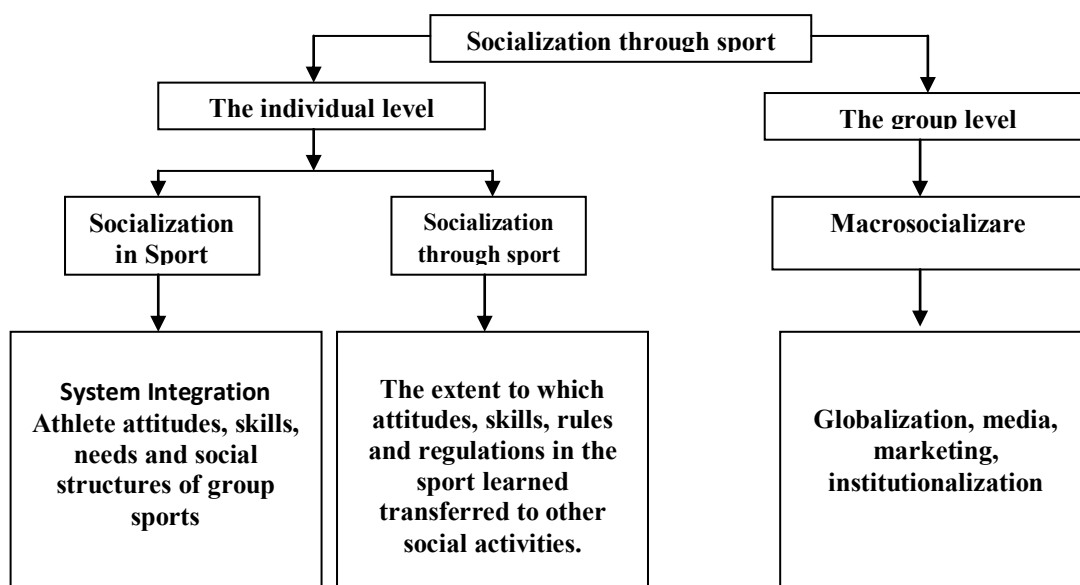 Socialization through sport
The individual level
The group level
Socialization
in Sport
Socialization
through sport
Macrosocializare
System Integration
Athlete attitudes, skills,
needs and social
structures of group
sports
The extent to which
attitudes, skills, rules
and regulations in the
sport learned
transferred to other
social activities.
Globalization, media,
marketing,
institutionalization